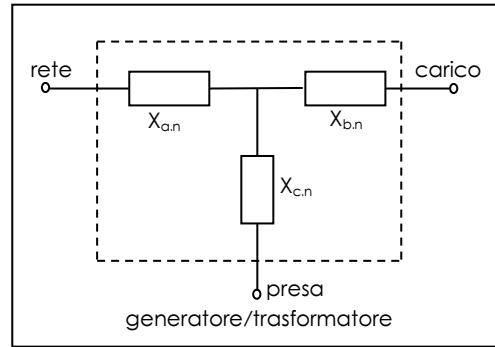 rete
carico
Xa.n
Xb.n
Xc.n
presa
generatore/trasformatore